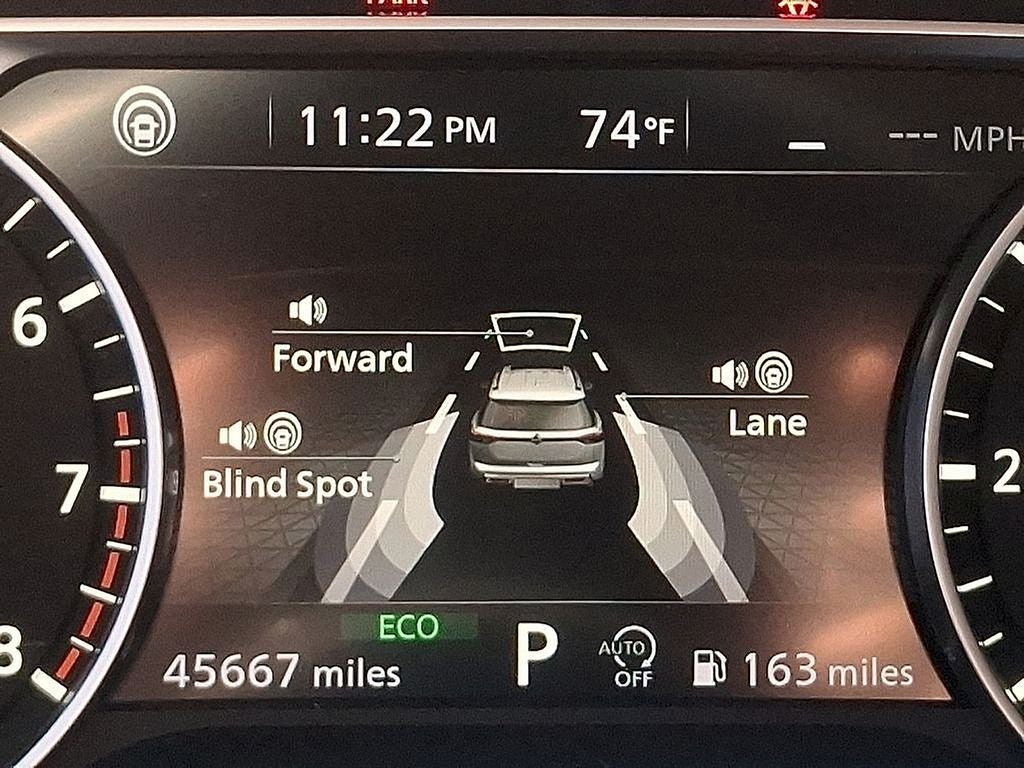 PARK
11:22 PM 74°F --- MPH
6
Forward
Lane
Blind Spot
7
2
ECO
8
45667 miles P AUTO OFF 163 miles